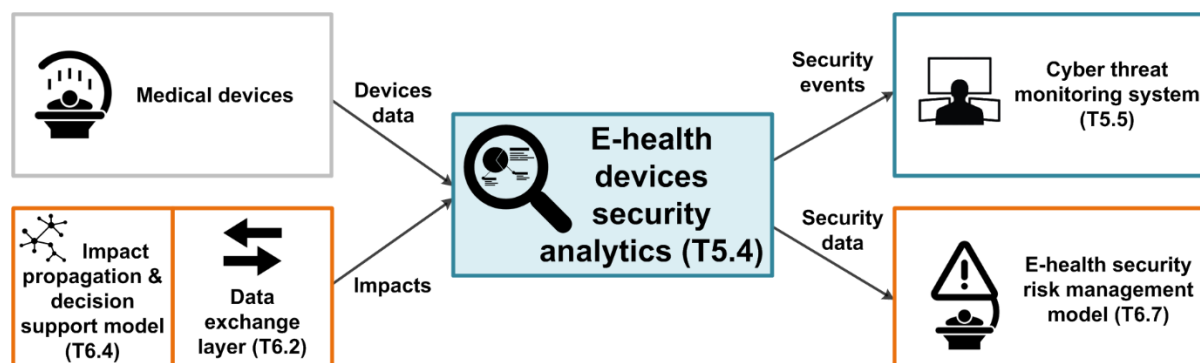 Medical devices
Impact
propagation &
decision
support model
(T6.4)
Data
exchange
layer (T6.2)
Devices
data
Impacts
E-health
devices
security
analytics (T5.4)
Security
events
Security
data
Cyber threat
monitoring system
(T5.5)
E-health security
risk management
model (T6.7)